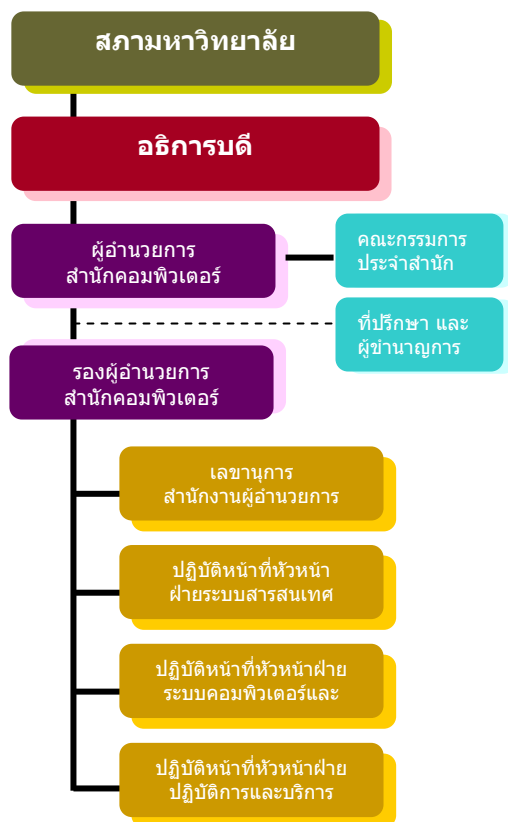 สภามหาวิทยาลัย
อธิการบดี
ผู้อำนวยการ
สำนักคอมพิวเตอร์
คณะกรรมการ
ประจำสำนัก
ที่ปรึกษา และ
ผู้ชำนาญการ
รองผู้อำนวยการ
สำนักคอมพิวเตอร์
เลขานุการ
สำนักงานผู้อำนวยการ
ปฏิบัติหน้าที่หัวหน้า
ฝ่ายระบบสารสนเทศ
ปฏิบัติหน้าที่หัวหน้าฝ่าย
ระบบคอมพิวเตอร์และ
ปฏิบัติหน้าที่หัวหน้าฝ่าย
ปฏิบัติการและบริการ